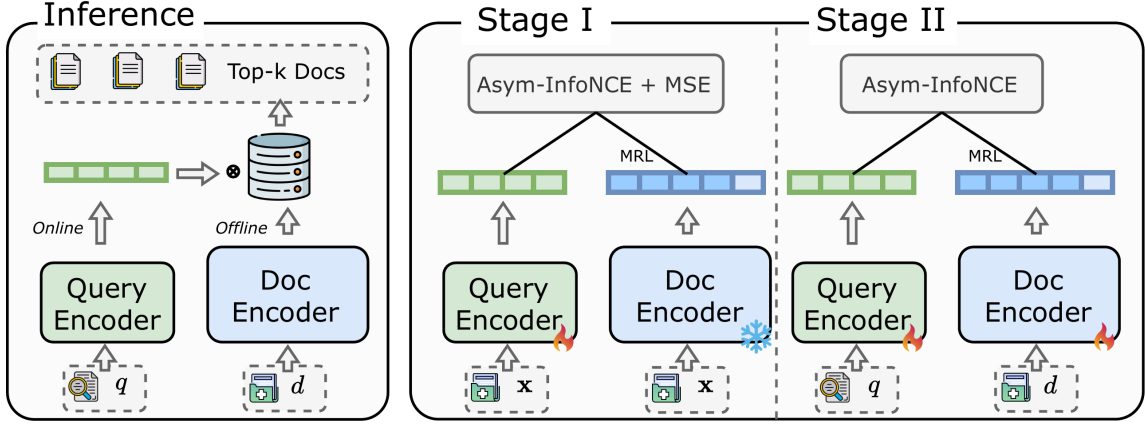 Inference
Top-k Docs
Online
Offline
Query
Encoder
Doc
Encoder
q
d
Stage I
Asym-InfoNCE + MSE
MRL
Query
Encoder
Doc
Encoder
x
x
Stage II
Asym-InfoNCE
MRL
Query
Encoder
Doc
Encoder
q
d